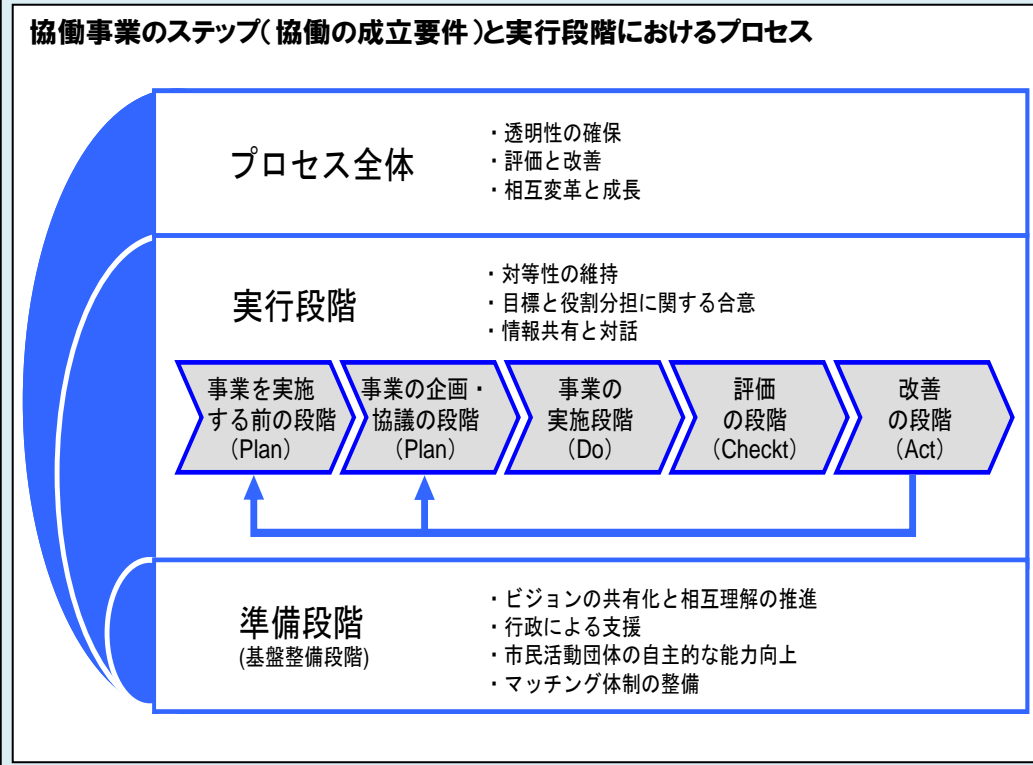 協働事業のステップ(協働の成立要件)と実行段階におけるプロセス
プロセス全体
・透明性の確保
・評価と改善
・相互変革と成長
実行段階
・対等性の維持
・目標と役割分担に関する合意
・情報共有と対話
事業を実施
する前の段階
(Plan)
事業の企画・
協議の段階
(Plan)
事業の
実施段階
(Do)
評価
の段階
(Checkt)
改善
の段階
(Act)
準備段階
(基盤整備段階)
・ビジョンの共有化と相互理解の推進
・行政による支援
・市民活動団体の自主的な能力向上
・マッチング体制の整備